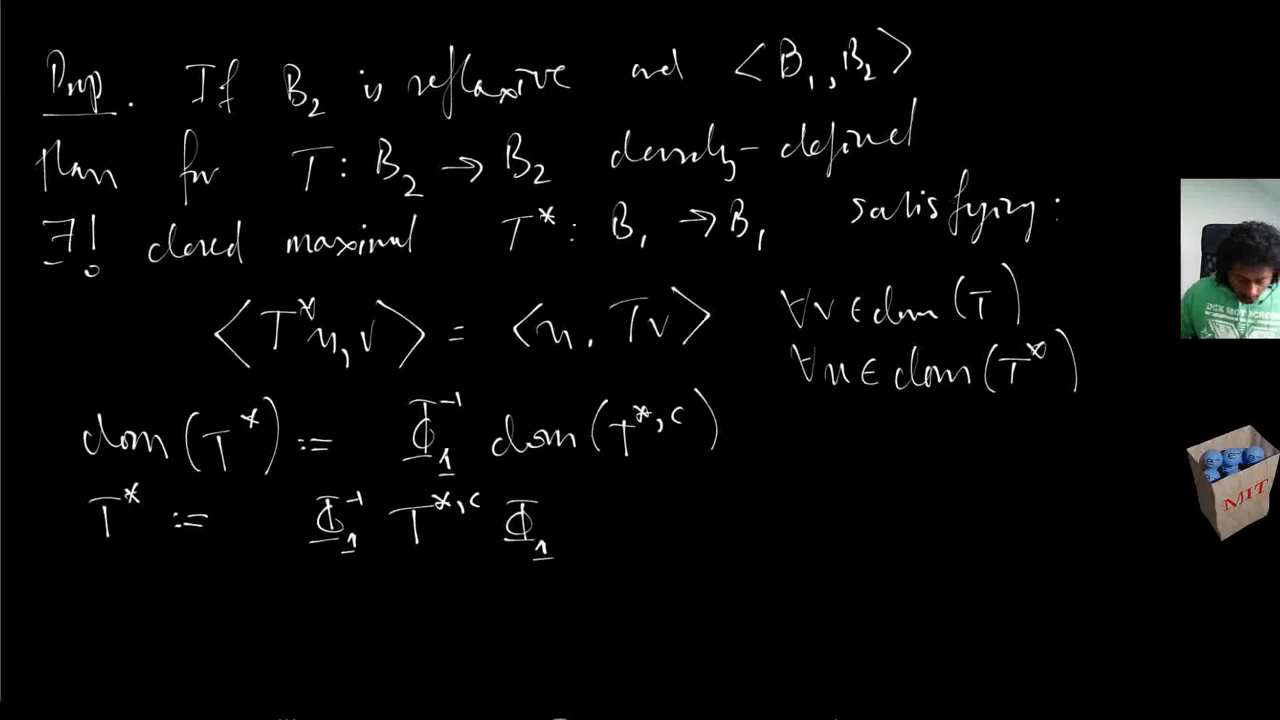 Prop. If B₂ is reflexive and <B₁, B₂>
then for T : B₂ → B₂ densely-defined
∃! closed maximal T* : B₁ → B₁ satisfying :
<T*u, v> = <u, Tv> ∀v ∈ dom(T)
∀u ∈ dom(T*)
dom(T*) := Φ₁⁻¹ dom(T*,c)
T* := Φ₁⁻¹ T*,c Φ₁
MIT